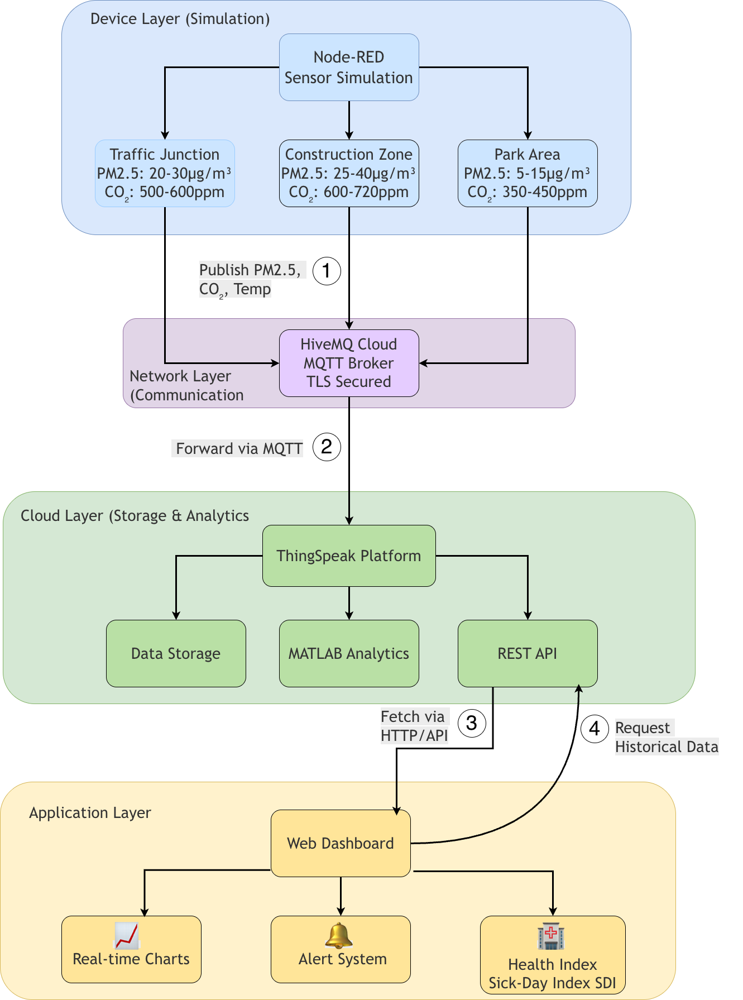 Device Layer (Simulation)
Node-RED
Sensor Simulation
Traffic Junction
PM2.5: 20-30µg/m³
CO₂: 500-600ppm
Construction Zone
PM2.5: 25-40µg/m³
CO₂: 600-720ppm
Park Area
PM2.5: 5-15µg/m³
CO₂: 350-450ppm
Publish PM2.5,
CO₂, Temp
1
HiveMQ Cloud
MQTT Broker
TLS Secured
Network Layer
(Communication
Forward via MQTT
2
Cloud Layer (Storage & Analytics
ThingSpeak Platform
Data Storage
MATLAB Analytics
REST API
Fetch via
HTTP/API
3
4
Request
Historical Data
Application Layer
Web Dashboard
Real-time Charts
Alert System
Health Index
Sick-Day Index SDI